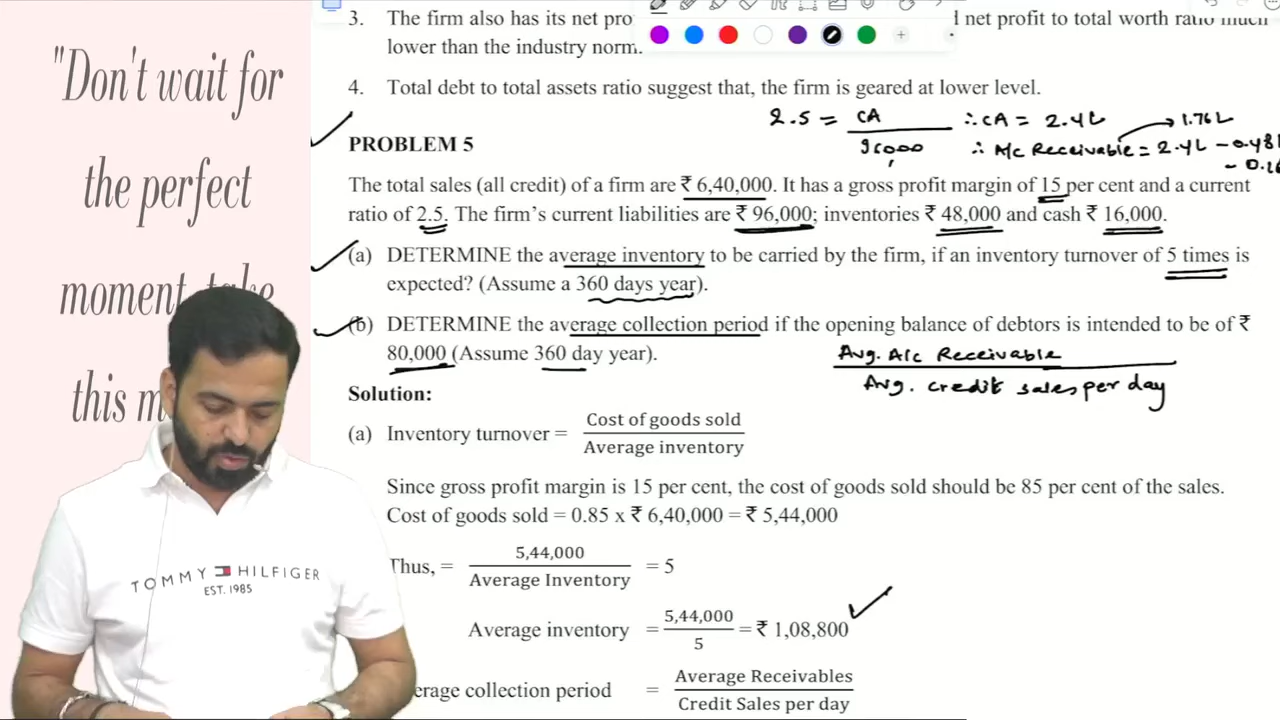 "Don't wait for
the perfect
moment, take
this m
TOMMY HILFIGER
EST. 1985
3. The firm also has its net pro
net profit to total worth ratio much
lower than the industry norm.
4. Total debt to total assets ratio suggest that, the firm is geared at lower level.
2.5 = CA
∴ CA = 2.4L
1.76L
∴ A/c Receivable = 2.4L - 0.48L
PROBLEM 5
The total sales (all credit) of a firm are ₹ 6,40,000. It has a gross profit margin of 15 per cent and a current
ratio of 2.5. The firm's current liabilities are ₹ 96,000; inventories ₹ 48,000 and cash ₹ 16,000.
(a) DETERMINE the average inventory to be carried by the firm, if an inventory turnover of 5 times is
expected? (Assume a 360 days year).
(b) DETERMINE the average collection period if the opening balance of debtors is intended to be of ₹
80,000 (Assume 360 day year).
Avg. A/c Receivable
Avg. credit sales per day
Solution:
(a) Inventory turnover = Cost of goods sold
Average inventory
Since gross profit margin is 15 per cent, the cost of goods sold should be 85 per cent of the sales.
Cost of goods sold = 0.85 x ₹ 6,40,000 = ₹ 5,44,000
Thus, = 5,44,000
Average Inventory = 5
Average inventory = 5,44,000
5 = ₹ 1,08,800
erage collection period = Average Receivables
Credit Sales per day